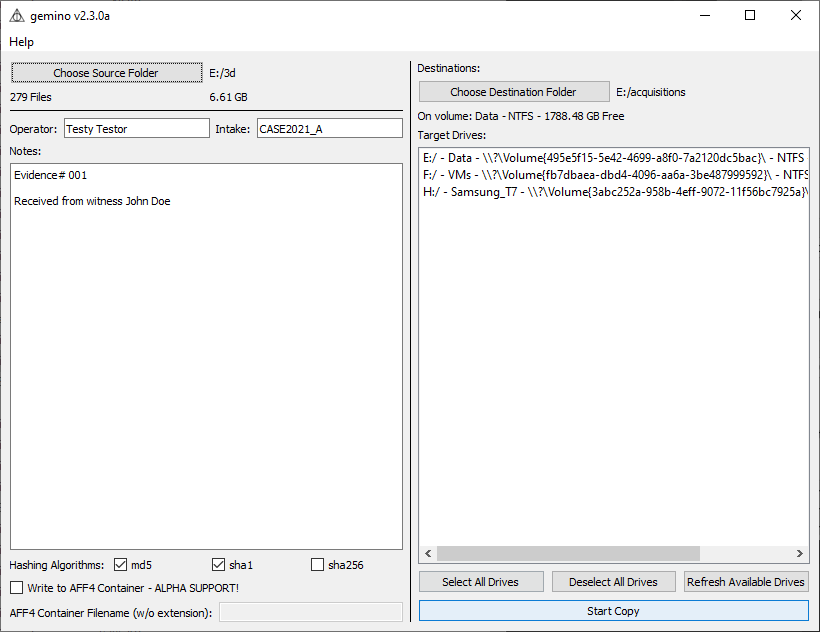 gemino v2.3.0a
Help
Choose Source Folder E:/3d
279 Files 6.61 GB
Operator: Testy Testor Intake: CASE2021_A
Notes:
Evidence# 001
Received from witness John Doe
Hashing Algorithms: md5 sha1 sha256
Write to AFF4 Container - ALPHA SUPPORT!
AFF4 Container Filename (w/o extension):
Destinations:
Choose Destination Folder E:/acquisitions
On volume: Data - NTFS - 1788.48 GB Free
Target Drives:
E:/ - Data - \\?\Volume{495e5f15-5e42-4699-a8f0-7a2120dc5bac}\ - NTFS
F:/ - VMs - \\?\Volume{fb7dbaea-dbd4-4096-aa6a-3be487999592}\ - NTFS
H:/ - Samsung_T7 - \\?\Volume{3abc252a-958b-4eff-9072-11f56bc7925a}\
Select All Drives Deselect All Drives Refresh Available Drives
Start Copy